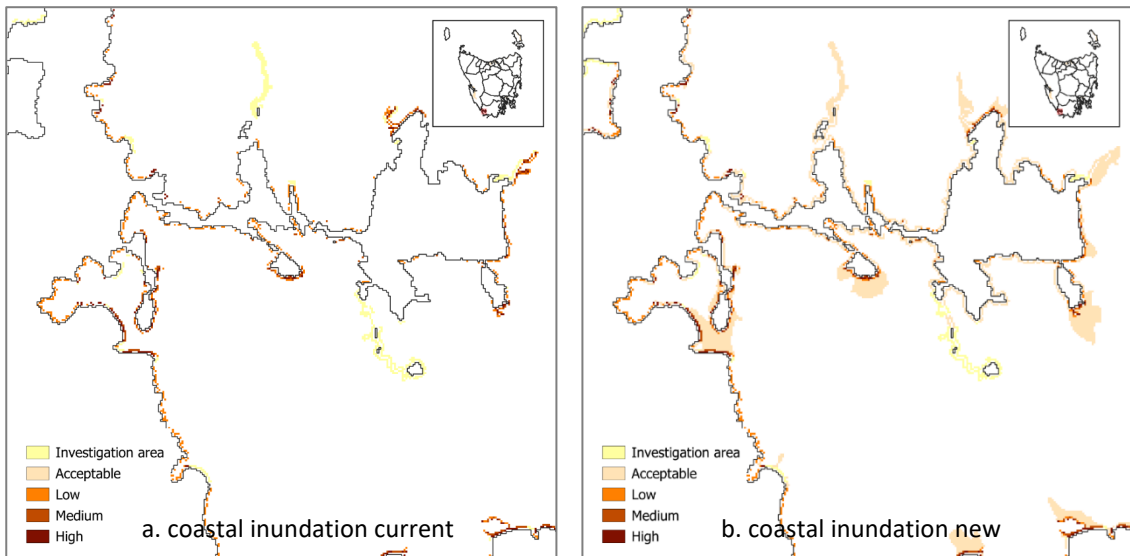 Investigation area
Acceptable
Low
Medium
High
a. coastal inundation current
Investigation area
Acceptable
Low
Medium
High
b. coastal inundation new